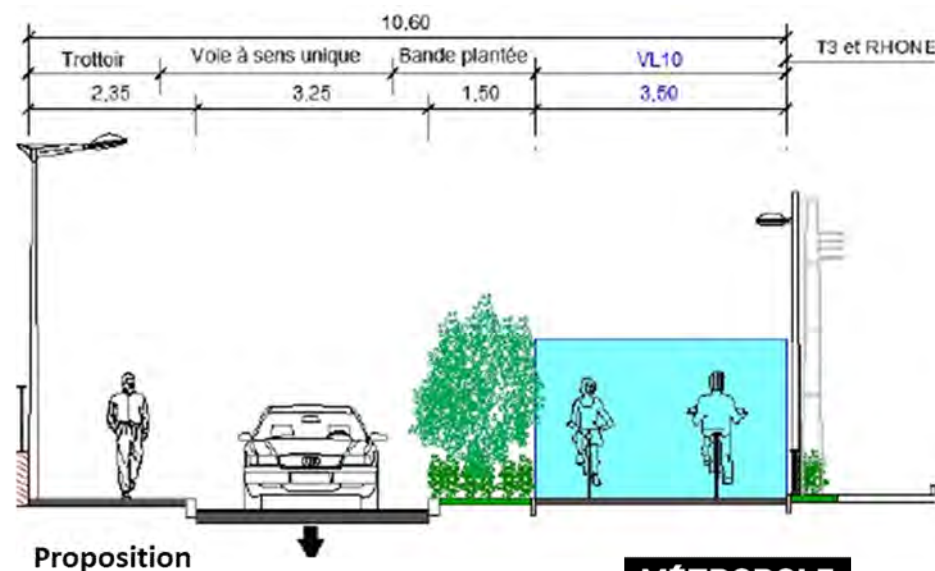 10,60
Trottoir Voie à sens unique Bande plantée VL10 T3 et RHONE
2,35 3,25 1,50 3,50
Proposition
MÉTROPOLE